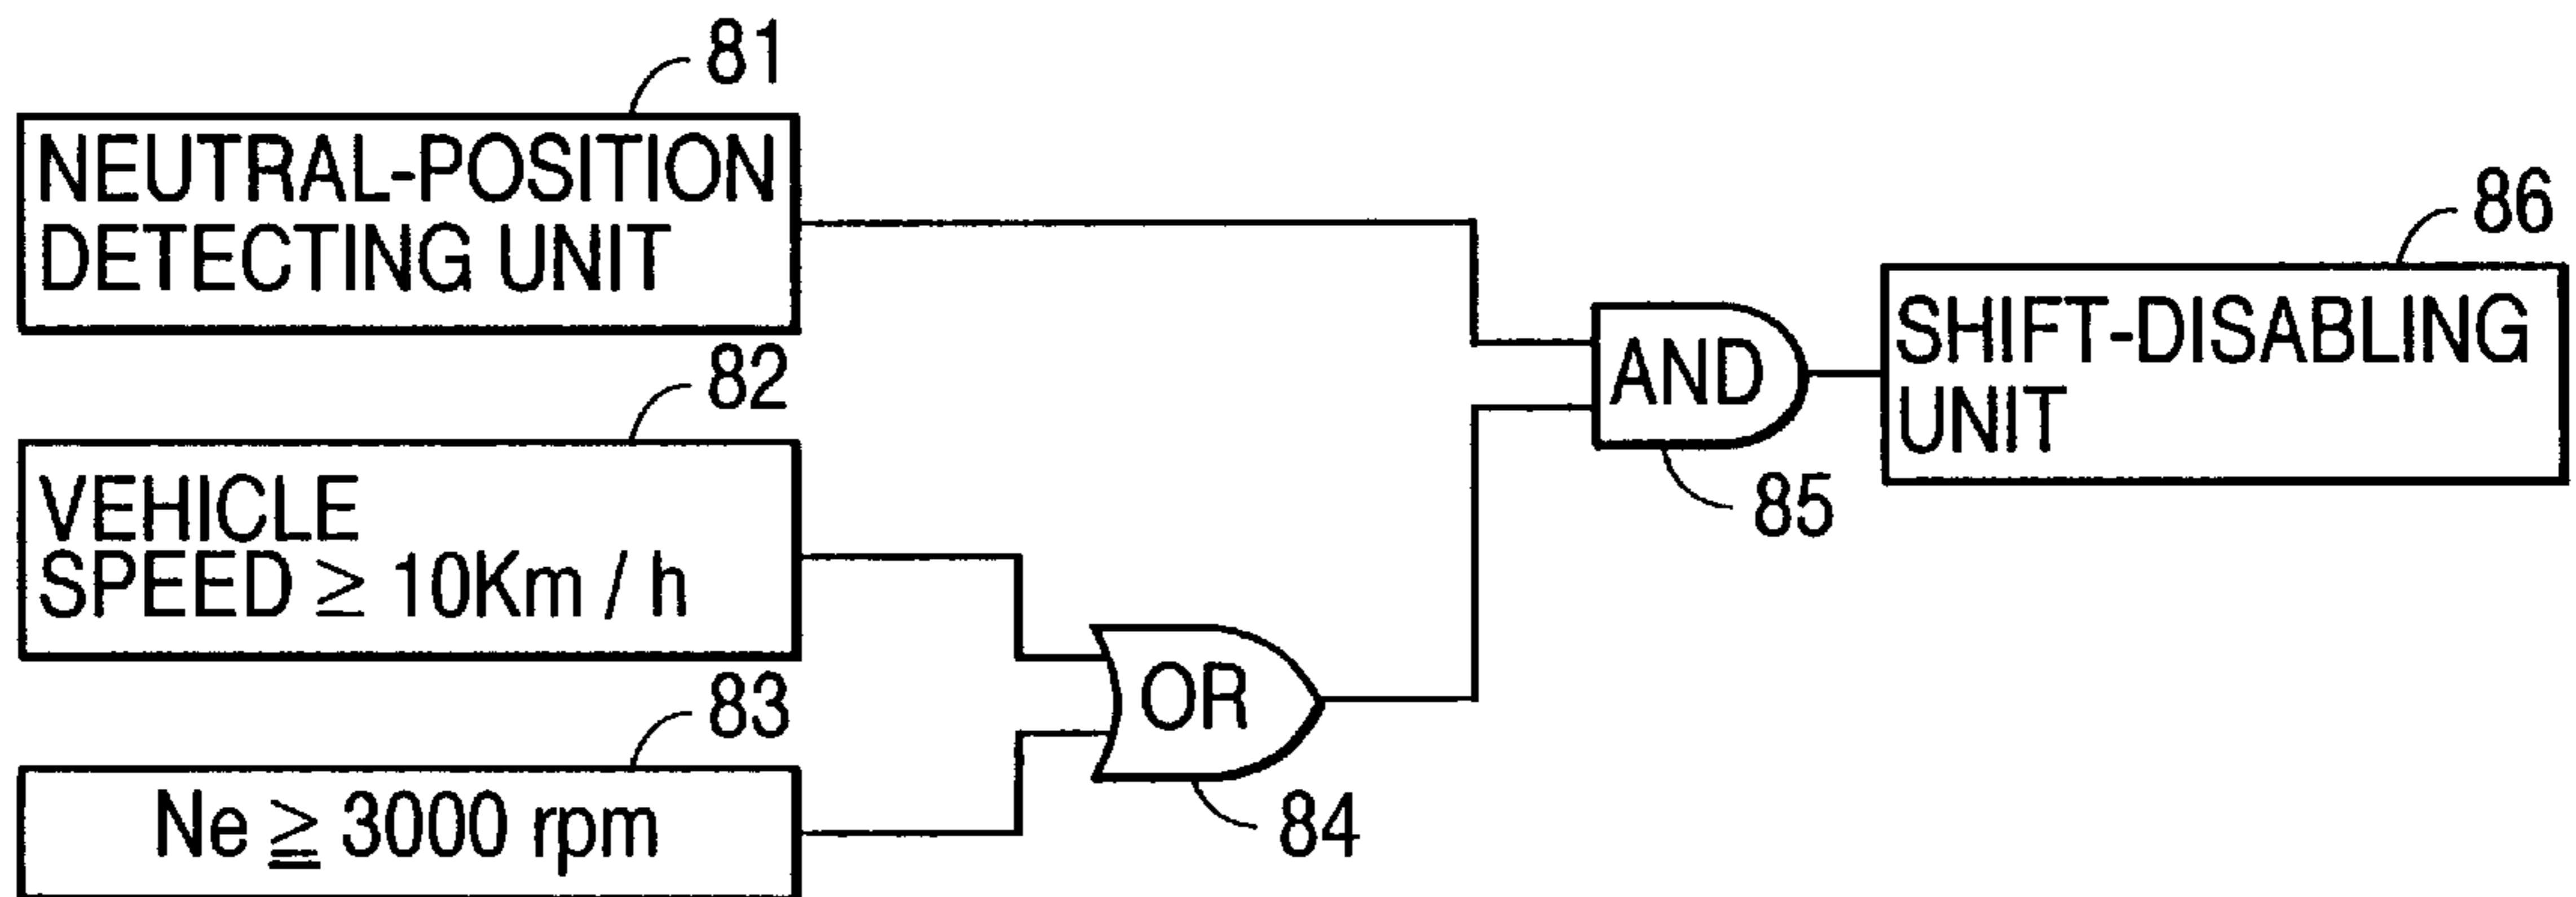 81
NEUTRAL-POSITION
DETECTING UNIT
82
VEHICLE
SPEED ≥ 10Km / h
83
Ne ≧ 3000 rpm
OR
84
AND
85
86
SHIFT-DISABLING
UNIT